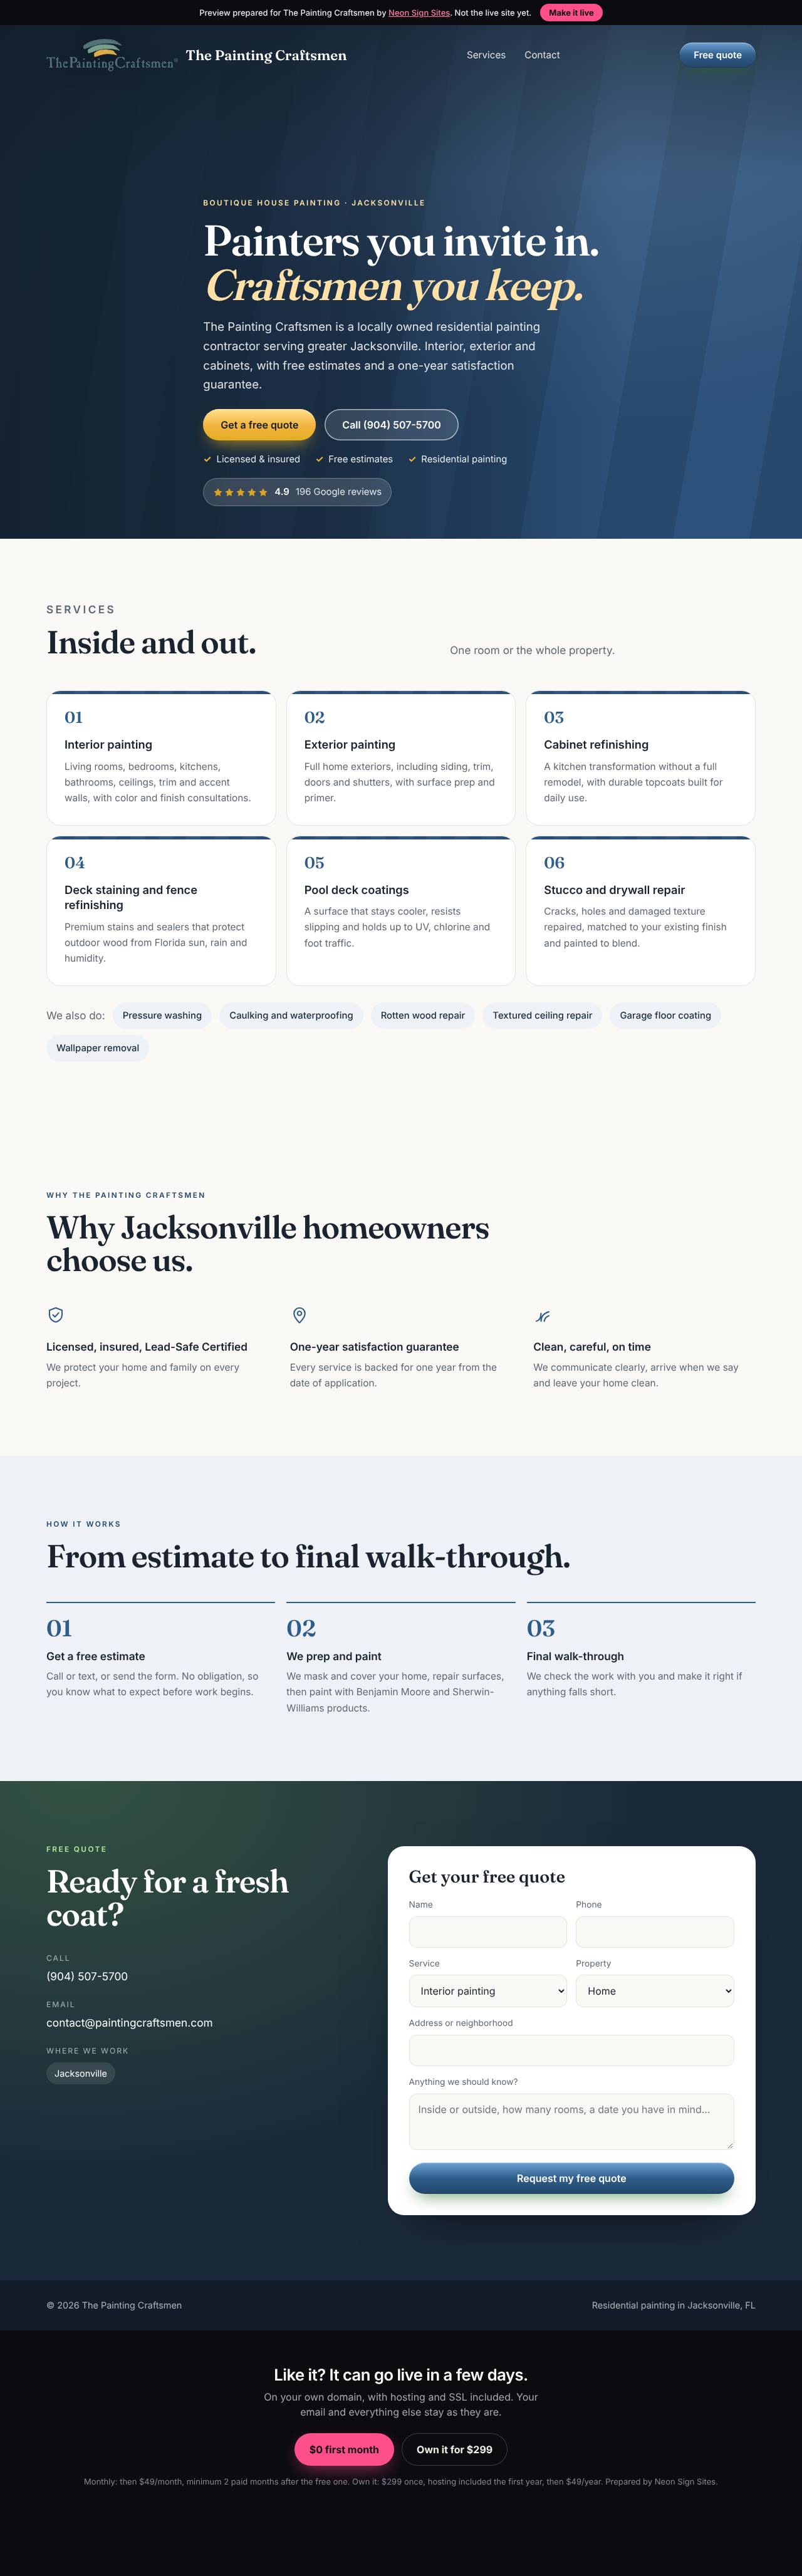 Preview prepared for The Painting Craftsmen by Neon Sign Sites. Not the live site yet. Make it live
ThePaintingCraftsmen The Painting Craftsmen Services Contact Free quote
BOUTIQUE HOUSE PAINTING · JACKSONVILLE
Painters you invite in.
Craftsmen you keep.
The Painting Craftsmen is a locally owned residential painting
contractor serving greater Jacksonville. Interior, exterior and
cabinets, with free estimates and a one-year satisfaction
guarantee.
Get a free quote Call (904) 507-5700
✓ Licensed & insured ✓ Free estimates ✓ Residential painting
★★★★★ 4.9 196 Google reviews
SERVICES
Inside and out.
One room or the whole property.
01
Interior painting
Living rooms, bedrooms, kitchens,
bathrooms, ceilings, trim and accent
walls, with color and finish consultations.
02
Exterior painting
Full home exteriors, including siding, trim,
doors and shutters, with surface prep and
primer.
03
Cabinet refinishing
A kitchen transformation without a full
remodel, with durable topcoats built for
daily use.
04
Deck staining and fence
refinishing
Premium stains and sealers that protect
outdoor wood from Florida sun, rain and
humidity.
05
Pool deck coatings
A surface that stays cooler, resists
slipping and holds up to UV, chlorine and
foot traffic.
06
Stucco and drywall repair
Cracks, holes and damaged texture
repaired, matched to your existing finish
and painted to blend.
We also do: Pressure washing Caulking and waterproofing Rotten wood repair Textured ceiling repair Garage floor coating
Wallpaper removal
WHY THE PAINTING CRAFTSMEN
Why Jacksonville homeowners
choose us.
Licensed, insured, Lead-Safe Certified
We protect your home and family on every
project.
One-year satisfaction guarantee
Every service is backed for one year from the
date of application.
Clean, careful, on time
We communicate clearly, arrive when we say
and leave your home clean.
HOW IT WORKS
From estimate to final walk-through.
01
Get a free estimate
Call or text, or send the form. No obligation, so
you know what to expect before work begins.
02
We prep and paint
We mask and cover your home, repair surfaces,
then paint with Benjamin Moore and Sherwin-
Williams products.
03
Final walk-through
We check the work with you and make it right if
anything falls short.
FREE QUOTE
Ready for a fresh
coat?
CALL
(904) 507-5700
EMAIL
contact@paintingcraftsmen.com
WHERE WE WORK
Jacksonville
Get your free quote
Name Phone
Service Property
Interior painting Home
Address or neighborhood
Anything we should know?
Inside or outside, how many rooms, a date you have in mind...
Request my free quote
© 2026 The Painting Craftsmen Residential painting in Jacksonville, FL
Like it? It can go live in a few days.
On your own domain, with hosting and SSL included. Your
email and everything else stay as they are.
$0 first month Own it for $299
Monthly: then $49/month, minimum 2 paid months after the free one. Own it: $299 once, hosting included the first year, then $49/year. Prepared by Neon Sign Sites.